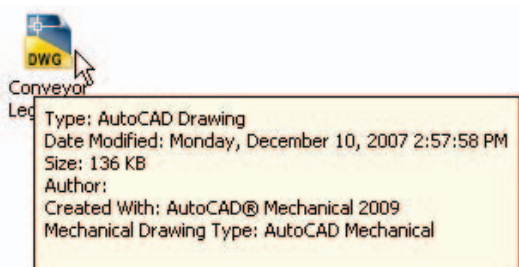 DWG
Conveyor
Leg
Type: AutoCAD Drawing
Date Modified: Monday, December 10, 2007 2:57:58 PM
Size: 136 KB
Author:
Created With: AutoCAD® Mechanical 2009
Mechanical Drawing Type: AutoCAD Mechanical